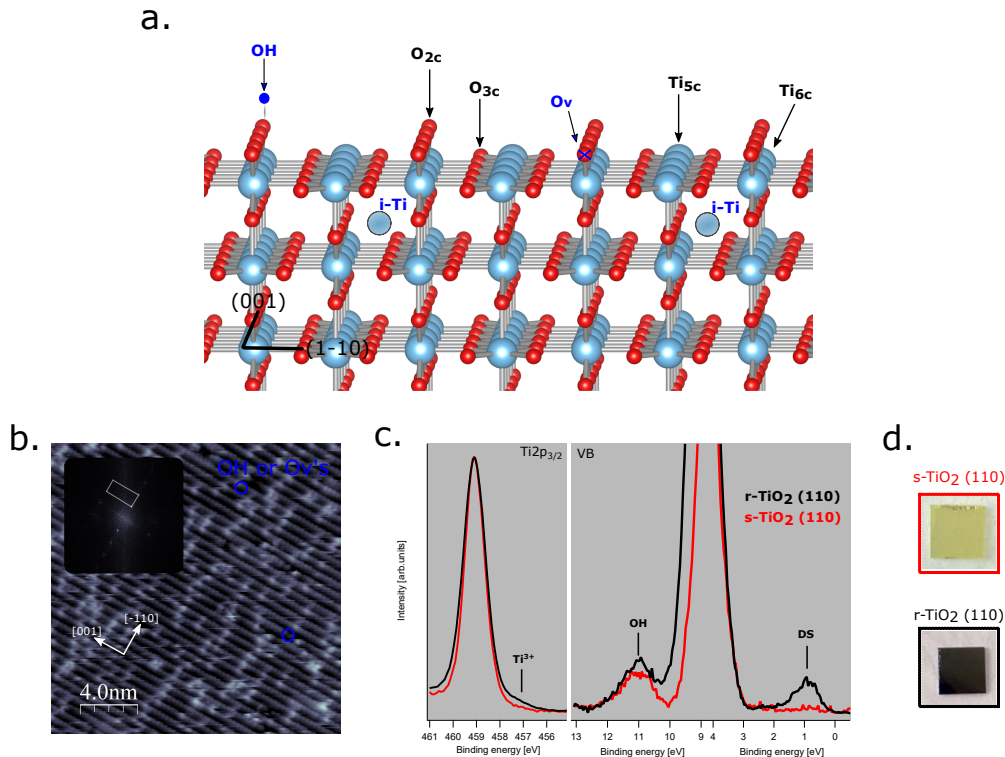 a.
OH
O2c
O3c
Ov
Ti5c
Ti6c
i-Ti
i-Ti
(001)
(1-10)
b.
OH or Ov's
[001]
[-110]
4.0nm
c.
Ti2p3/2
VB
r-TiO2 (110)
s-TiO2 (110)
Intensity [arb.units]
Ti3+
OH
DS
461 460 459 458 457 456
13 12 11 10 9 4 3 2 1 0
Binding energy [eV]
Binding energy [eV]
Binding energy [eV]
d.
s-TiO2 (110)
r-TiO2 (110)